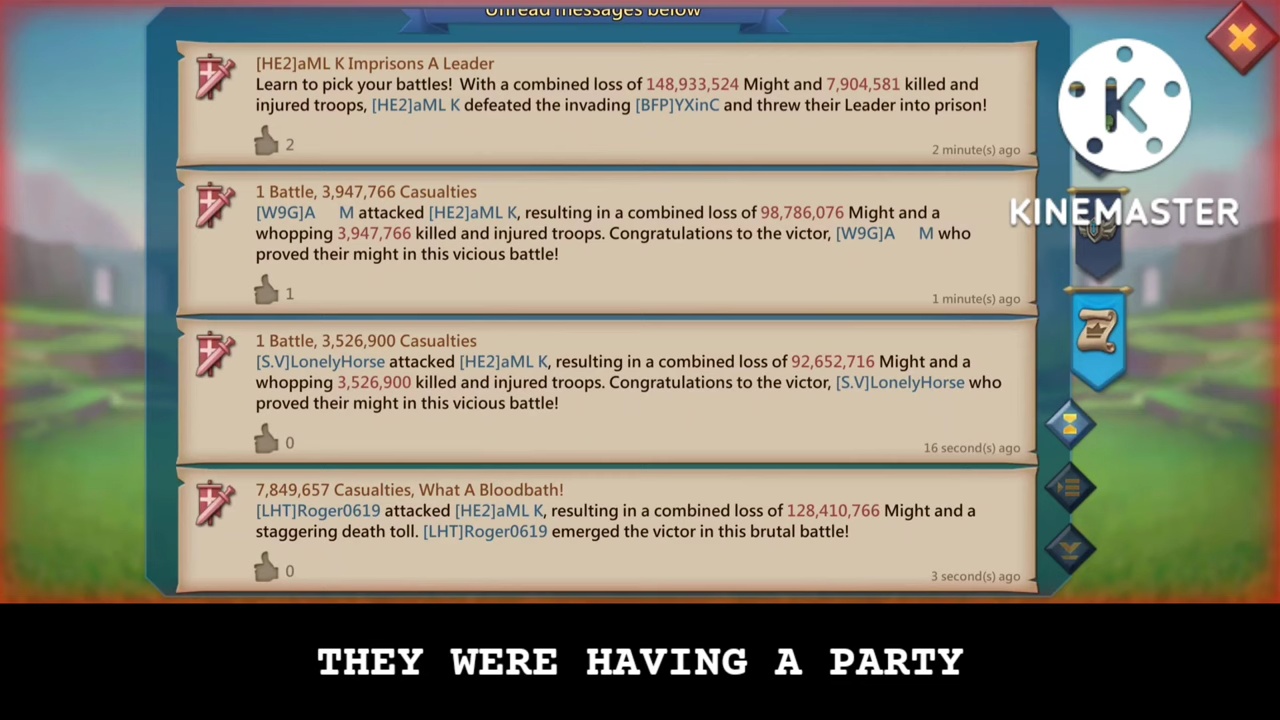 Unread messages below
[HE2]aML K Imprisons A Leader
Learn to pick your battles! With a combined loss of 148,933,524 Might and 7,904,581 killed and
injured troops, [HE2]aML K defeated the invading [BFP]YXinC and threw their Leader into prison!
2
2 minute(s) ago
1 Battle, 3,947,766 Casualties
[W9G]A M attacked [HE2]aML K, resulting in a combined loss of 98,786,076 Might and a
whopping 3,947,766 killed and injured troops. Congratulations to the victor, [W9G]A M who
proved their might in this vicious battle!
1
1 minute(s) ago
1 Battle, 3,526,900 Casualties
[S.V]LonelyHorse attacked [HE2]aML K, resulting in a combined loss of 92,652,716 Might and a
whopping 3,526,900 killed and injured troops. Congratulations to the victor, [S.V]LonelyHorse who
proved their might in this vicious battle!
0
16 second(s) ago
7,849,657 Casualties, What A Bloodbath!
[LHT]Roger0619 attacked [HE2]aML K, resulting in a combined loss of 128,410,766 Might and a
staggering death toll. [LHT]Roger0619 emerged the victor in this brutal battle!
0
3 second(s) ago
K
KINEMASTER
THEY WERE HAVING A PARTY